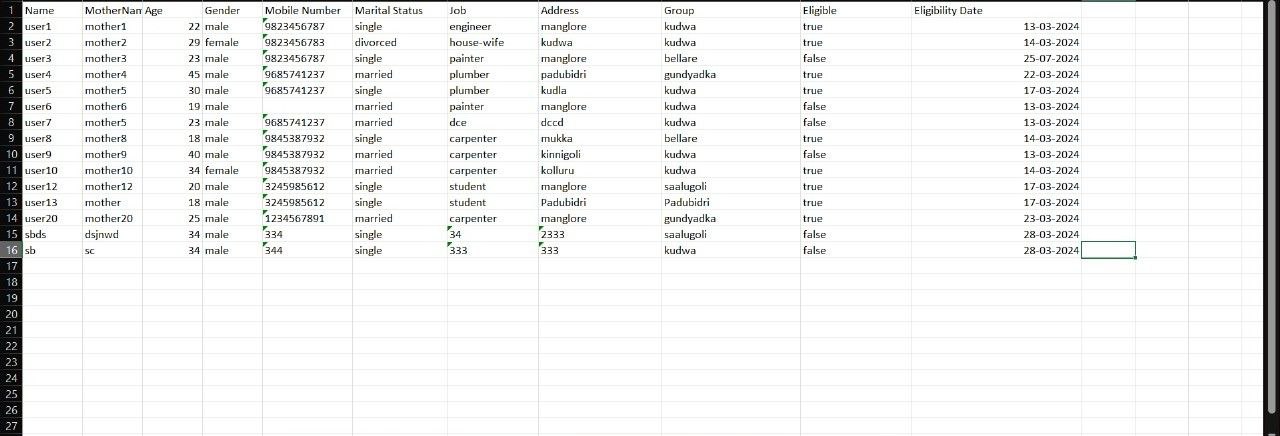 1 Name MotherNam Age Gender Mobile Number Marital Status Job Address Group Eligible Eligibility Date
2 user1 mother1 22 male 9823456787 single engineer manglore kudwa true 13-03-2024
3 user2 mother2 29 female 9823456783 divorced house-wife kudwa kudwa true 14-03-2024
4 user3 mother3 23 male 9823456787 single painter manglore bellare false 25-07-2024
5 user4 mother4 45 male 9685741237 married plumber padubidri gundyadka true 22-03-2024
6 user5 mother5 30 male 9685741237 single plumber kudla kudwa true 17-03-2024
7 user6 mother6 19 male married painter manglore kudwa false 13-03-2024
8 user7 mother5 23 male 9685741237 married dce dccd kudwa false 13-03-2024
9 user8 mother8 18 male 9845387932 single carpenter mukka bellare true 14-03-2024
10 user9 mother9 40 male 9845387932 married carpenter kinnigoli kudwa false 13-03-2024
11 user10 mother10 34 female 9845387932 married carpenter kolluru kudwa true 14-03-2024
12 user12 mother12 20 male 3245985612 single student manglore saalugoli true 17-03-2024
13 user13 mother 18 male 3245985612 single student Padubidri Padubidri true 17-03-2024
14 user20 mother20 25 male 1234567891 married carpenter manglore gundyadka true 23-03-2024
15 sbds dsjnwd 34 male 334 single 34 2333 saalugoli false 28-03-2024
16 sb sc 34 male 344 single 333 333 kudwa false 28-03-2024
17
18
19
20
21
22
23
24
25
26
27